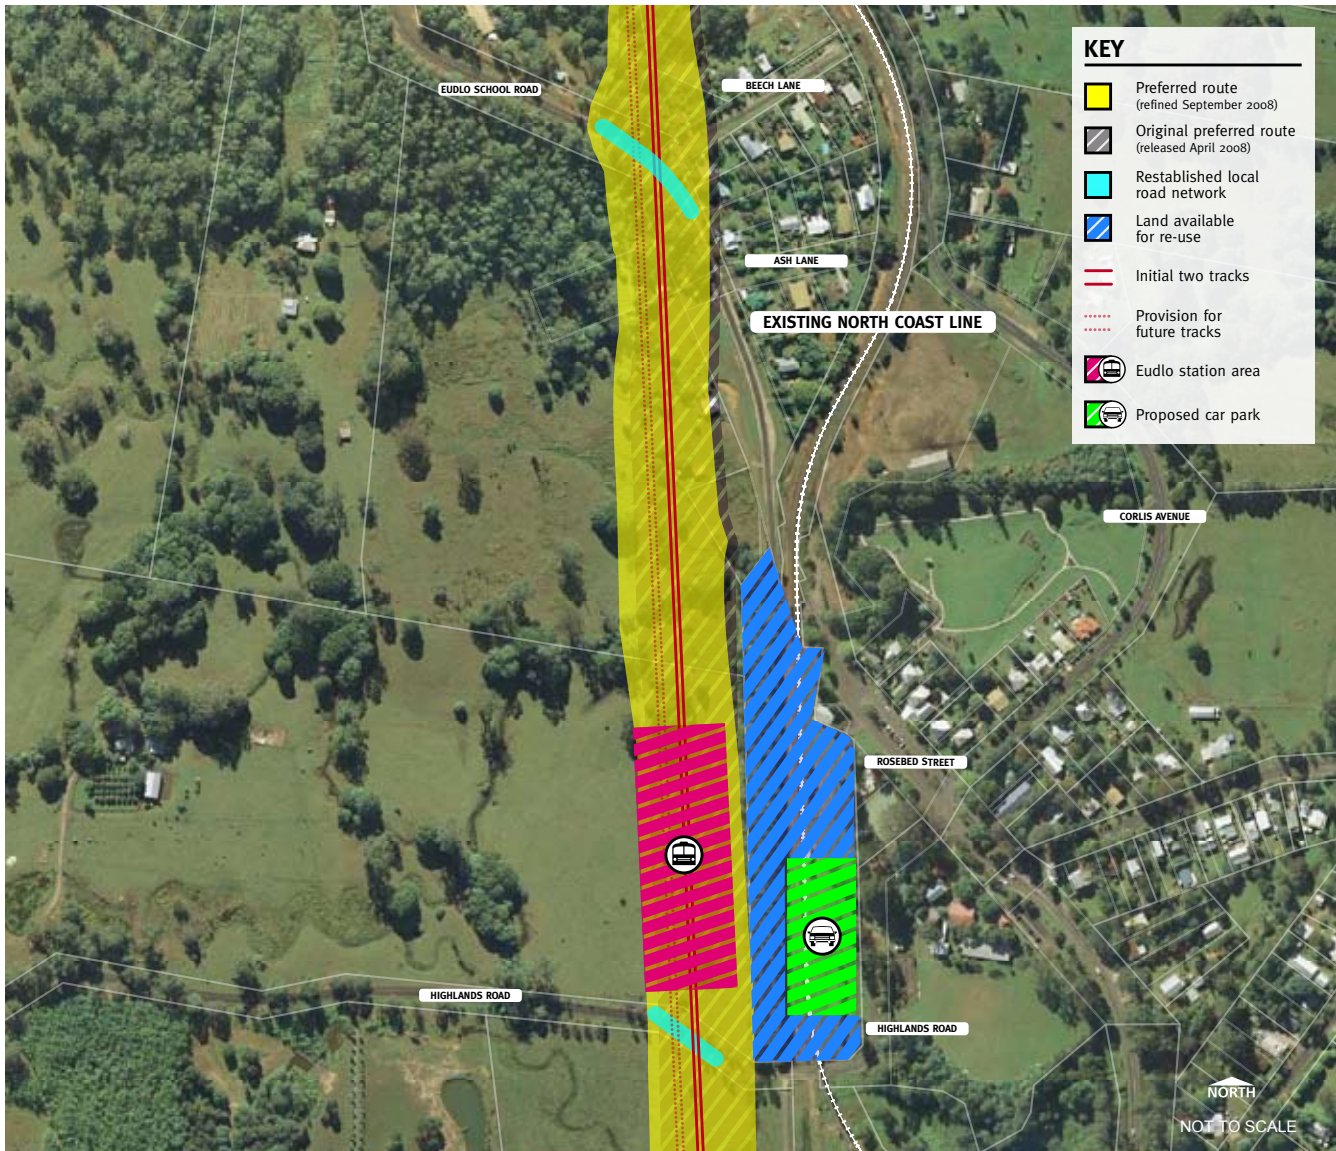 EUDLO SCHOOL ROAD
BEECH LANE
ASH LANE
EXISTING NORTH COAST LINE
CORLIS AVENUE
ROSEBED STREET
HIGHLANDS ROAD
HIGHLANDS ROAD
KEY
Preferred route
(refined September 2008)
Original preferred route
(released April 2008)
Restablished local
road network
Land available
for re-use
Initial two tracks
Provision for
future tracks
Eudlo station area
Proposed car park
NORTH
NOT TO SCALE